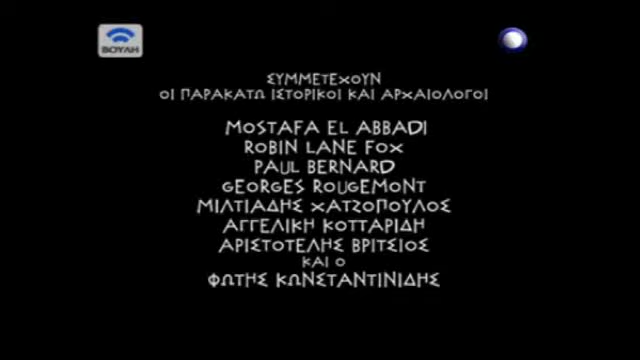 ΒΟΥΛΗ
ΣΥΜΜΕΤΕΧΟΥΝ
ΟΙ ΠΑΡΑΚΑΤΩ ΙΣΤΟΡΙΚΟΙ ΚΑΙ ΑΡΧΑΙΟΛΟΓΟΙ
MOSTAFA EL ABBADI
ROBIN LANE FOX
PAUL BERNARD
GEORGES ROUGEMONT
ΜΙΛΤΙΑΔΗΣ ΧΑΤΖΟΠΟΥΛΟΣ
ΑΓΓΕΛΙΚΗ ΚΟΤΤΑΡΙΔΗ
ΑΡΙΣΤΟΤΕΛΗΣ ΒΡΙΤΣΙΟΣ
ΚΑΙ Ο
ΦΩΤΗΣ ΚΩΝΣΤΑΝΤΙΝΙΔΗΣ